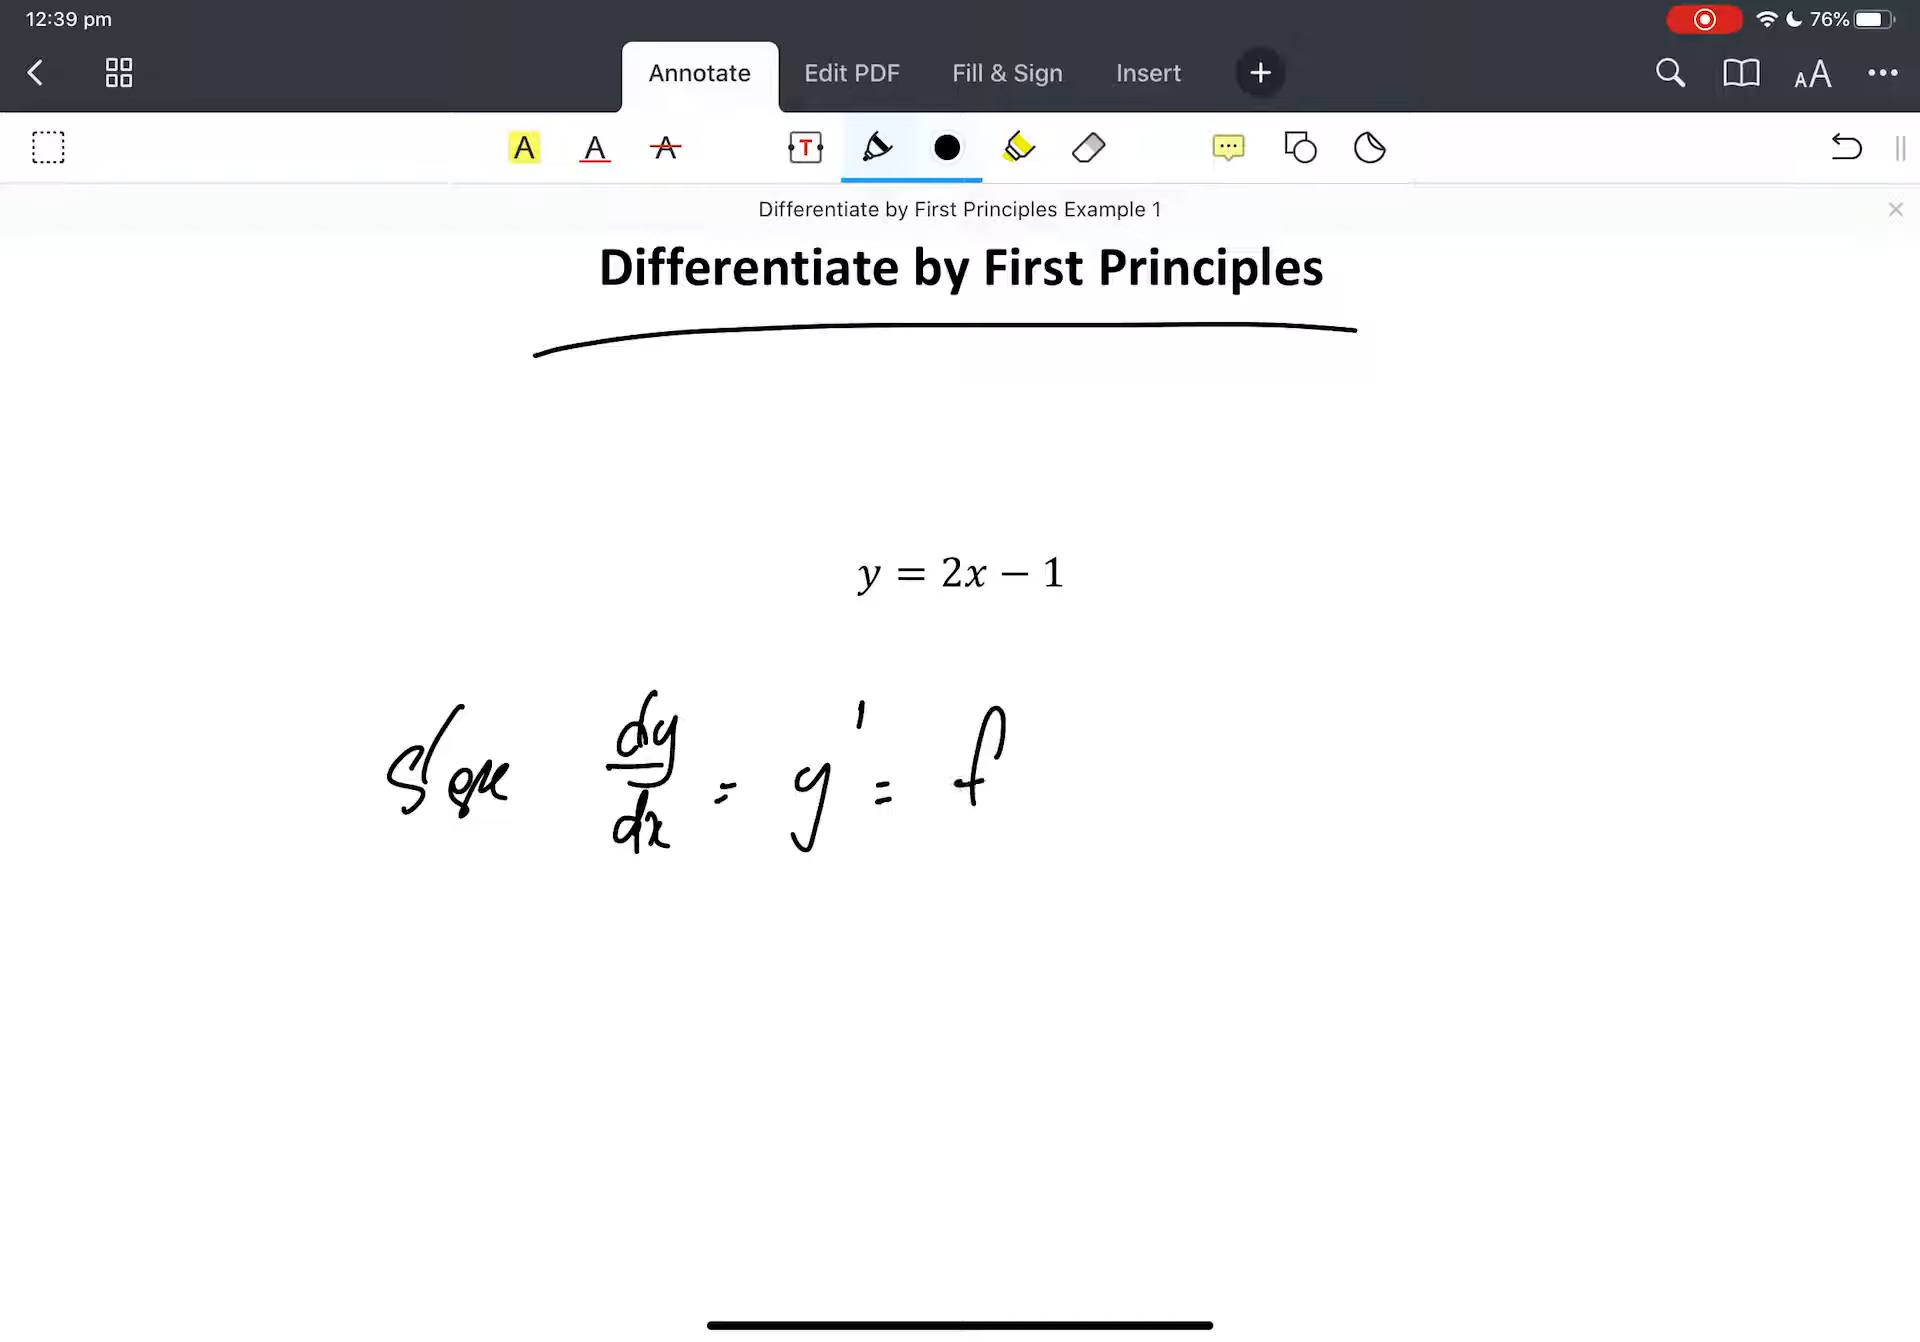 12:39 pm
76%
Annotate
Edit PDF
Fill & Sign
Insert
AA
A
A
A
T
Differentiate by First Principles Example 1
Differentiate by First Principles
y = 2x − 1
dy/dx = y' = f